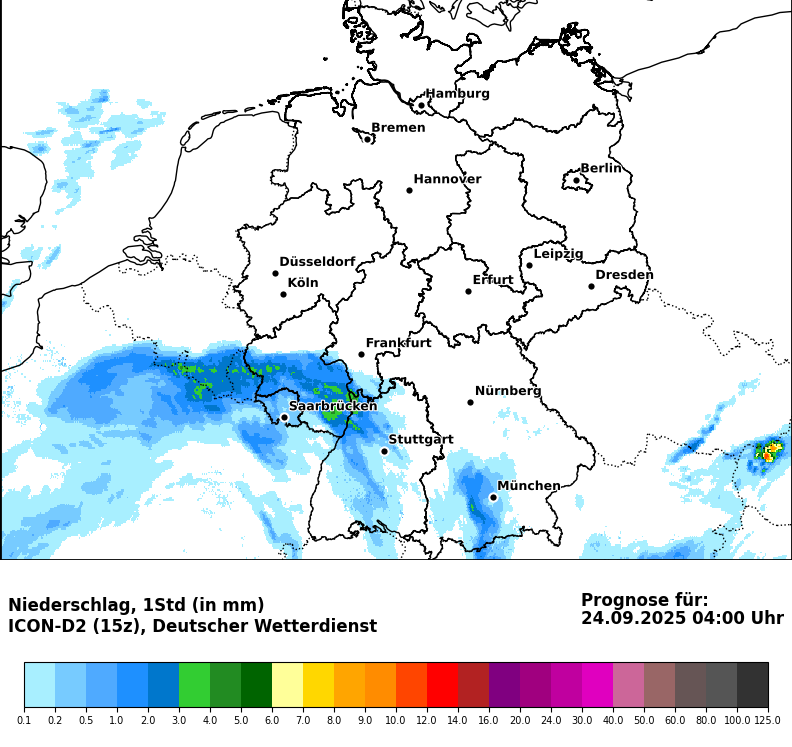 Hamburg
Bremen
Berlin
Hannover
Leipzig
Düsseldorf
Dresden
Köln
Erfurt
Frankfurt
Nürnberg
Saarbrücken
Stuttgart
München
Niederschlag, 1Std (in mm)
ICON-D2 (15z), Deutscher Wetterdienst
Prognose für:
24.09.2025 04:00 Uhr
0.1 0.2 0.5 1.0 2.0 3.0 4.0 5.0 6.0 7.0 8.0 9.0 10.0 12.0 14.0 16.0 20.0 24.0 30.0 40.0 50.0 60.0 80.0 100.0 125.0